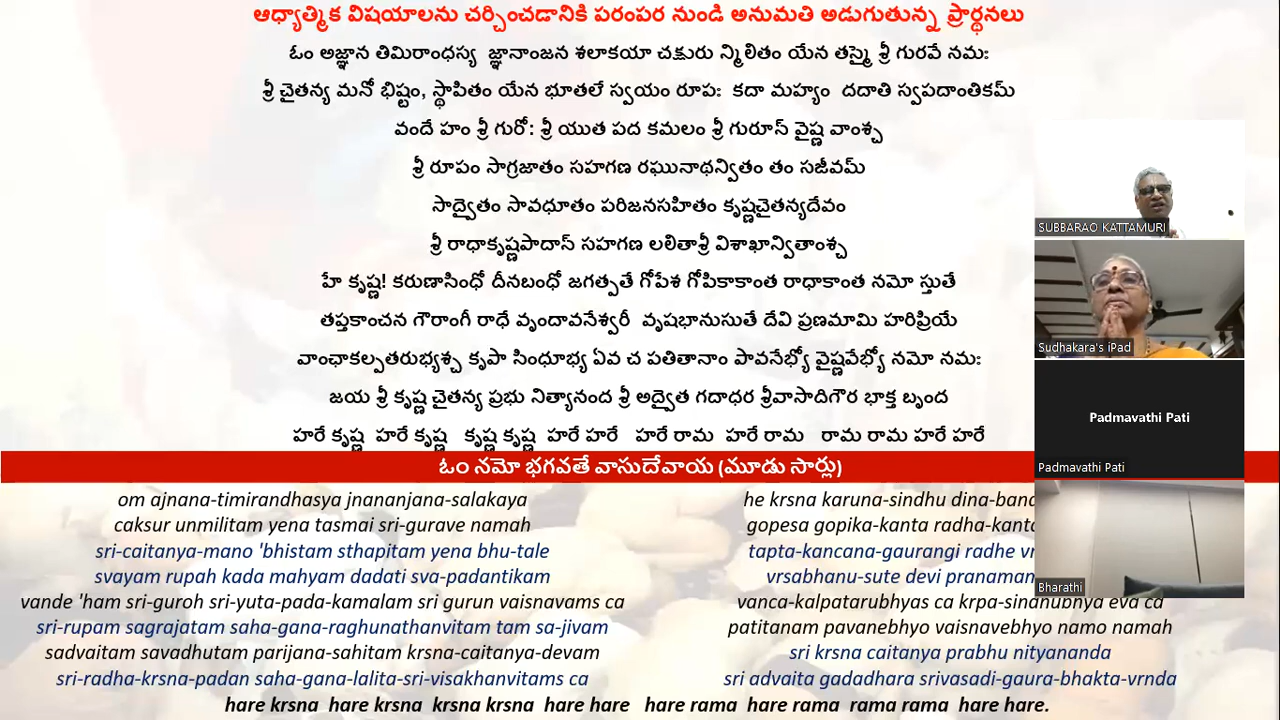 ఆధ్యాత్మిక విషయాలను చర్చించడానికి పరంపర నుండి అనుమతి అడుగుతున్న ప్రార్థనలు
ఓం అజ్ఞాన తిమిరాంధస్య జ్ఞానాంజన శలాకయా చక్షురు న్మిలితం యేన తస్మై శ్రీ గురవే నమః
శ్రీ చైతన్య మనో భిష్టం, స్థాపితం యేన భూతలే స్వయం రూపః కదా మహ్యం దదాతి స్వపదాంతికమ్
వందే హం శ్రీ గురో: శ్రీ యుత పద కమలం శ్రీ గురూస్ వైష్ణ వాంశ్చ
శ్రీ రూపం సాగ్రజాతం సహగణ రఘునాథన్వితం తం సజీవమ్
సాద్వైతం సావధూతం పరిజనసహితం కృష్ణచైతన్యదేవం
శ్రీ రాధాకృష్ణపాదాస్ సహగణ లలితాశ్రీ విశాఖాన్వితాంశ్చ
హే కృష్ణ! కరుణాసింధో దీనబంధో జగత్పతే గోపేశ గోపికాకాంత రాధాకాంత నమో స్తుతే
తప్తకాంచన గౌరాంగీ రాధే వృందావనేశ్వరీ వృషభానుసుతే దేవి ప్రణమామి హరిప్రియే
వాంచాకల్పతరుభ్యశ్చ కృపా సింధూభ్య ఏవ చ పతితానాం పావనేభ్యో వైష్ణవేభ్యో నమో నమః
జయ శ్రీ కృష్ణ చైతన్య ప్రభు నిత్యానంద శ్రీ అద్వైత గదాధర శ్రీవాసాదిగౌర భాక్త బృంద
హరే కృష్ణ హరే కృష్ణ కృష్ణ కృష్ణ హరే హరే హరే రామ హరే రామ రామ రామ హరే హరే
ఓం నమో భగవతే వాసుదేవాయ (మూడు సార్లు)
om ajnana-timirandhasya jnananjana-salakaya
caksur unmilitam yena tasmai sri-gurave namah
sri-caitanya-mano 'bhistam sthapitam yena bhu-tale
svayam rupah kada mahyam dadati sva-padantikam
vande 'ham sri-guroh sri-yuta-pada-kamalam sri gurun vaisnavams ca
sri-rupam sagrajatam saha-gana-raghunathanvitam tam sa-jivam
sadvaitam savadhutam parijana-sahitam krsna-caitanya-devam
sri-radha-krsna-padan saha-gana-lalita-sri-visakhanvitams ca
he krsna karuna-sindhu
gopesa gopika-kanta
tapta-kancana-gaurangi radhe
vrsabhanu-sute devi
vanca-kalpatarubhyas ca krpa-sindhubhya eva ca
patitanam pavanebhyo vaisnavebhyo namo namah
sri krsna caitanya prabhu nityananda
sri advaita gadadhara srivasadi-gaura-bhakta-vrnda
hare krsna hare krsna krsna krsna hare hare hare rama hare rama rama rama hare hare.
SUBBARAO KATTAMURI
Sudhakara's iPad
Padmavathi Pati
Padmavathi Pati
Bharathi